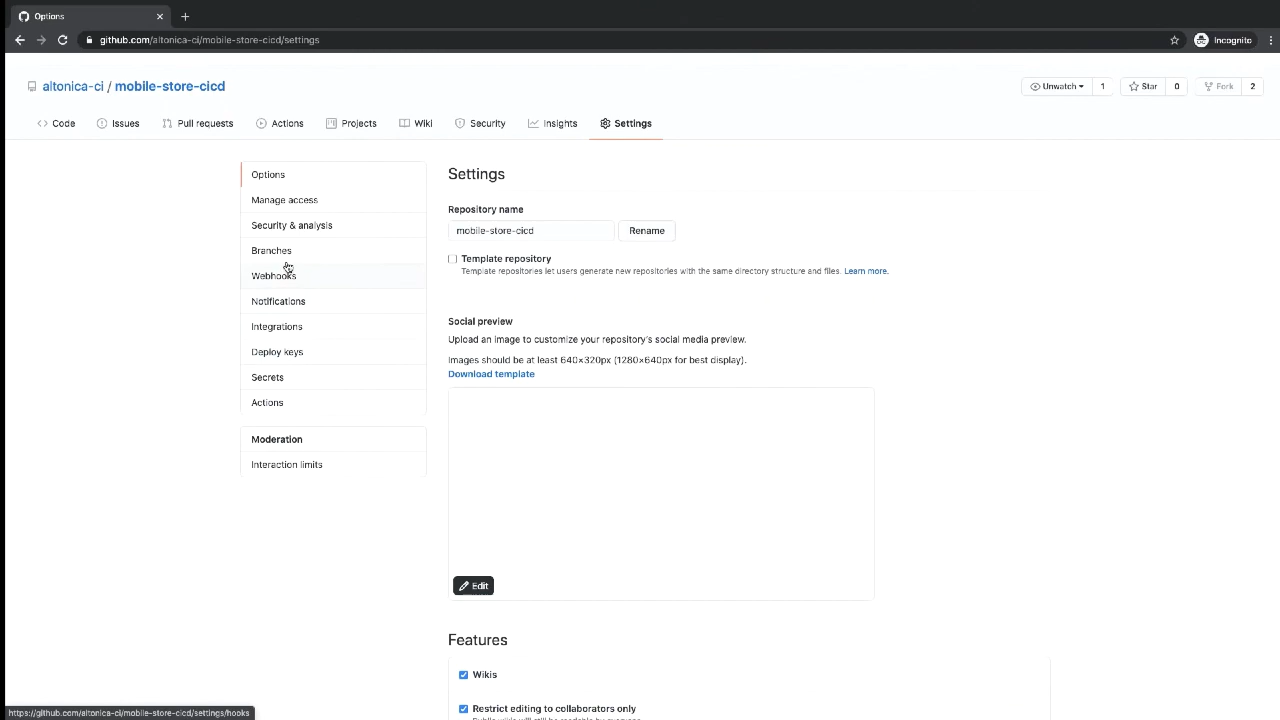 Options
github.com/altonica-ci/mobile-store-cicd/settings
Incognito
altonica-ci / mobile-store-cicd
Unwatch 1
Star 0
Fork 2
Code
Issues
Pull requests
Actions
Projects
Wiki
Security
Insights
Settings
Options
Manage access
Security & analysis
Branches
Webhooks
Notifications
Integrations
Deploy keys
Secrets
Actions
Moderation
Interaction limits
Settings
Repository name
mobile-store-cicd
Rename
Template repository
Template repositories let users generate new repositories with the same directory structure and files. Learn more.
Social preview
Upload an image to customize your repository's social media preview.
Images should be at least 640×320px (1280×640px for best display).
Download template
Edit
Features
Wikis
Restrict editing to collaborators only
https://github.com/altonica-ci/mobile-store-cicd/settings/hooks